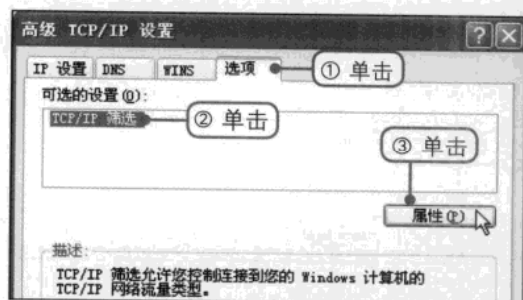 高级 TCP/IP 设置
IP 设置 DNS WINS 选项 ① 单击
可选的设置(O):
TCP/IP 筛选 ② 单击
③ 单击
属性(P)
描述:
TCP/IP 筛选允许您控制连接到您的 Windows 计算机的
TCP/IP 网络流量类型。